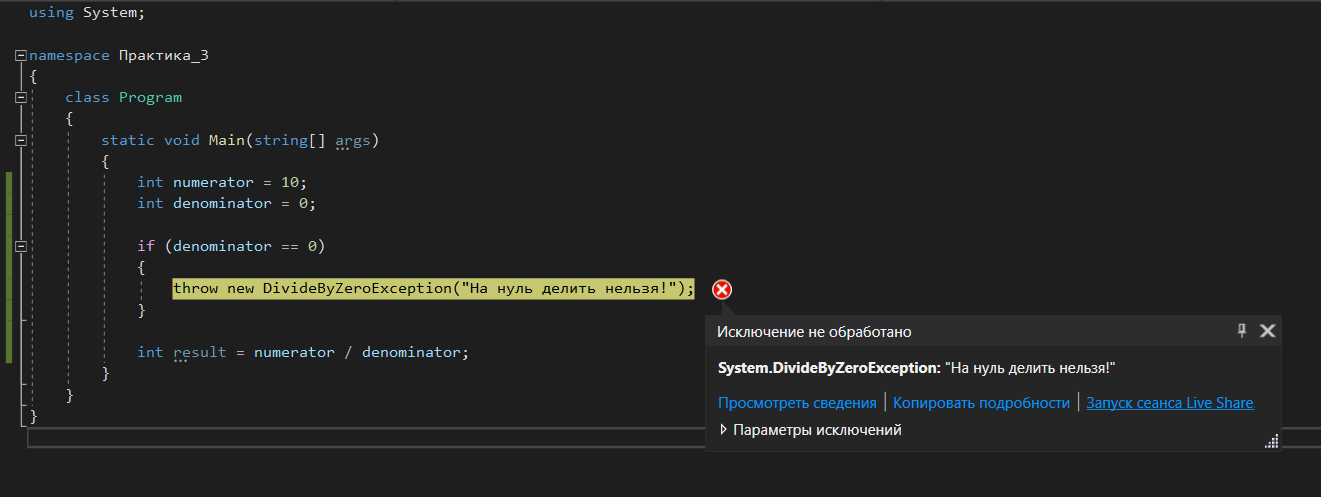 using System;
namespace Практика_3
{
class Program
{
static void Main(string[] args)
{
int numerator = 10;
int denominator = 0;
if (denominator == 0)
{
throw new DivideByZeroException("На нуль делить нельзя!");
}
int result = numerator / denominator;
}
}
}
Исключение не обработано
System.DivideByZeroException: "На нуль делить нельзя!"
Просмотреть сведения | Копировать подробности | Запуск сеанса Live Share
Параметры исключений